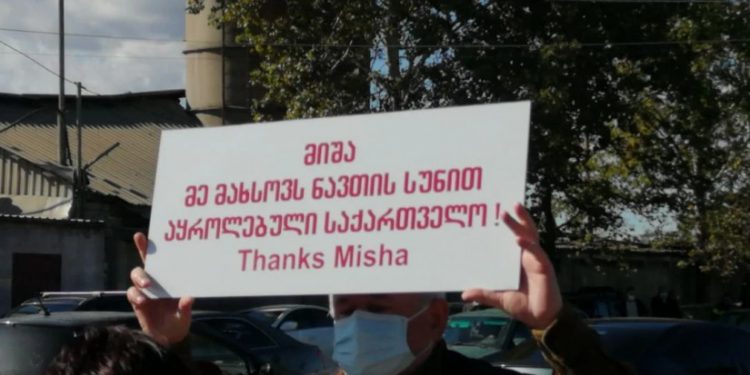 მიშა
მე მახსოვს ნავთის სუნით
აყროლებული საქართველო !
Thanks Misha